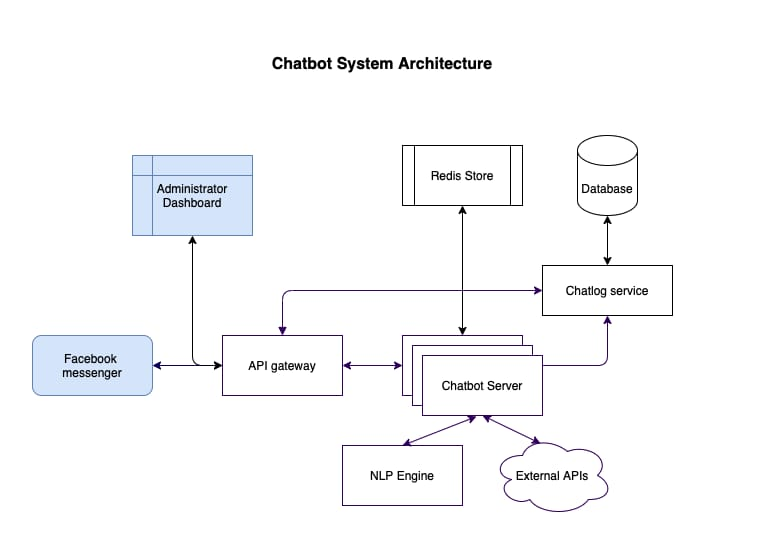 Chatbot System Architecture
Administrator
Dashboard
Redis Store
Database
Chatlog service
Facebook
messenger
API gateway
Chatbot Server
NLP Engine
External APIs